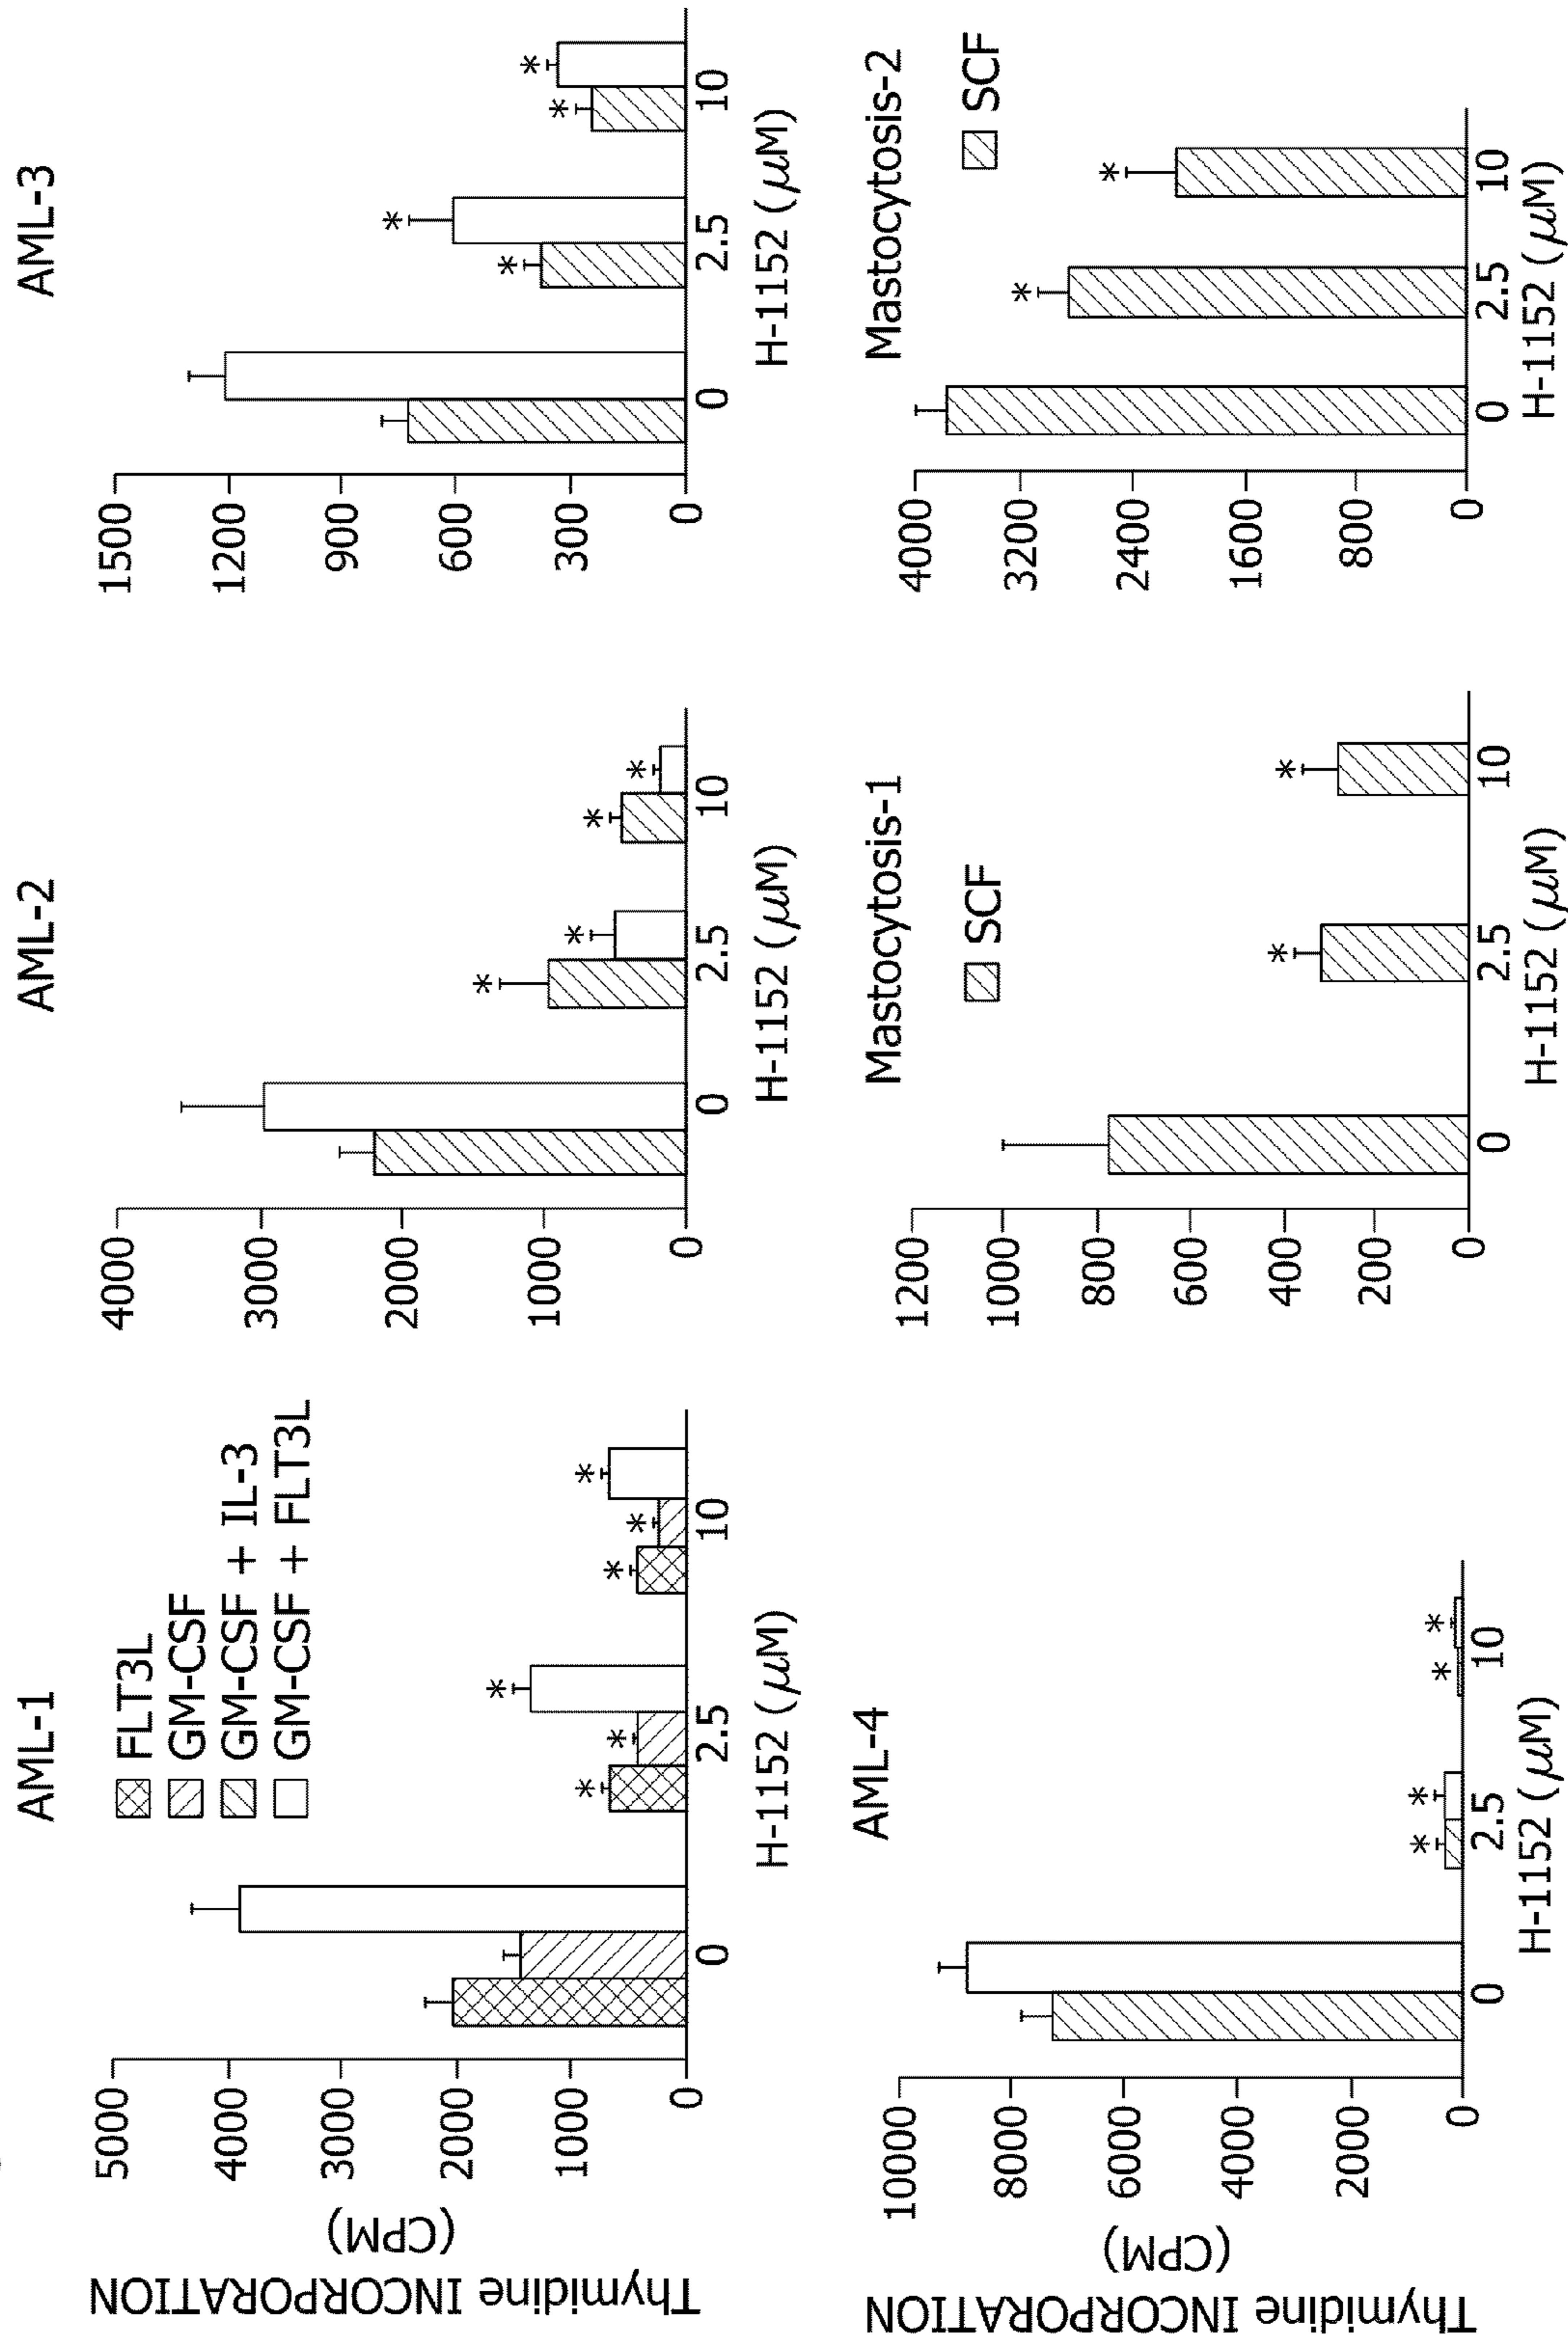 AML-1
FLT3L
GM-CSF
GM-CSF + IL-3
GM-CSF + FLT3L
Thymidine INCORPORATION
(CPM)
5000
4000
3000
2000
1000
0
0
2.5
10
H-1152 (μM)
AML-2
4000
3000
2000
1000
0
0
2.5
10
H-1152 (μM)
AML-3
1500
1200
900
600
300
0
0
2.5
10
H-1152 (μM)
AML-4
Thymidine INCORPORATION
(CPM)
10000
8000
6000
4000
2000
0
0
2.5
10
H-1152 (μM)
Mastocytosis-1
SCF
1200
1000
800
600
400
200
0
0
2.5
10
H-1152 (μM)
Mastocytosis-2
SCF
4000
3200
2400
1600
800
0
0
2.5
10
H-1152 (μM)